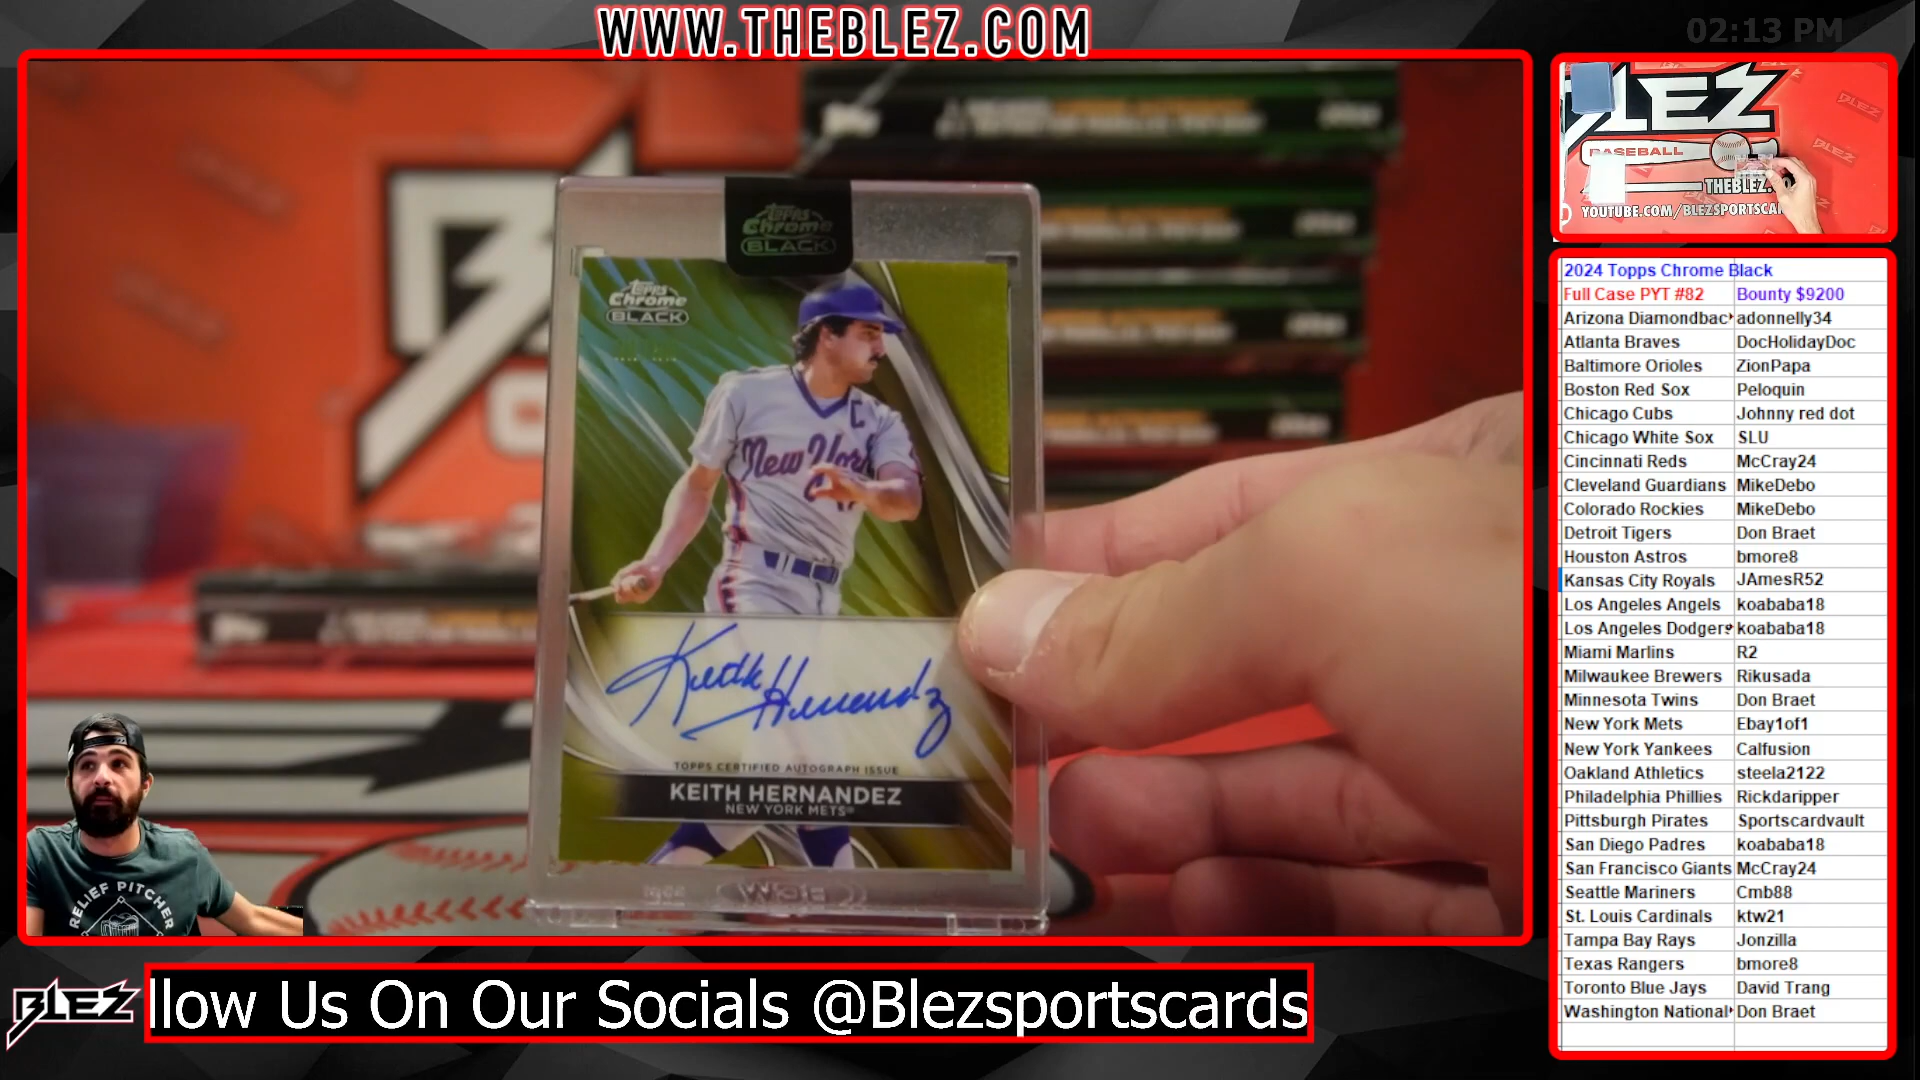 WWW.THEBLEZ.COM
02:13 PM
BLEZ
BASEBALL
THEBLEZ.
YOUTUBE.COM/BLEZSPORTSCA
BLEZ
BLEZ
Topps
Chrome
BLACK
Topps
Chrome
BLACK
New York
C
Keith Hernandez
TOPPS CERTIFIED AUTOGRAPH ISSUE
KEITH HERNANDEZ
NEW YORK METS
RELIEF PITCHER
2024 Topps Chrome Black
Full Case PYT #82 Bounty $9200
Arizona Diamondbac adonnelly34
Atlanta Braves DocHolidayDoc
Baltimore Orioles ZionPapa
Boston Red Sox Peloquin
Chicago Cubs Johnny red dot
Chicago White Sox SLU
Cincinnati Reds McCray24
Cleveland Guardians MikeDebo
Colorado Rockies MikeDebo
Detroit Tigers Don Braet
Houston Astros bmore8
Kansas City Royals JAmesR52
Los Angeles Angels koababa18
Los Angeles Dodgers koababa18
Miami Marlins R2
Milwaukee Brewers Rikusada
Minnesota Twins Don Braet
New York Mets Ebay1of1
New York Yankees Calfusion
Oakland Athletics steela2122
Philadelphia Phillies Rickdaripper
Pittsburgh Pirates Sportscardvault
San Diego Padres koababa18
San Francisco Giants McCray24
Seattle Mariners Cmb88
St. Louis Cardinals ktw21
Tampa Bay Rays Jonzilla
Texas Rangers bmore8
Toronto Blue Jays David Trang
Washington National Don Braet
BLEZ
llow Us On Our Socials @Blezsportscards